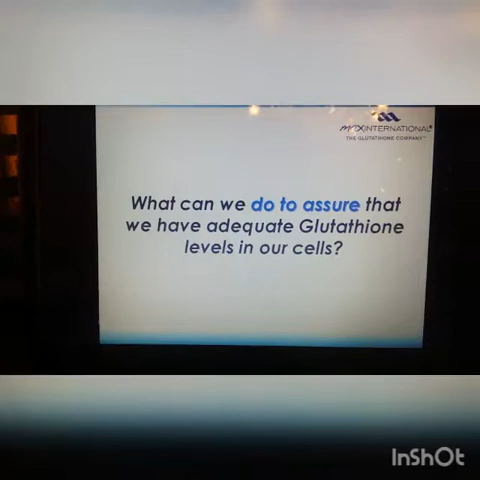 MAXINTERNATIONAL
THE GLUTATHIONE COMPANY™
What can we do to assure that
we have adequate Glutathione
levels in our cells?
InShOt